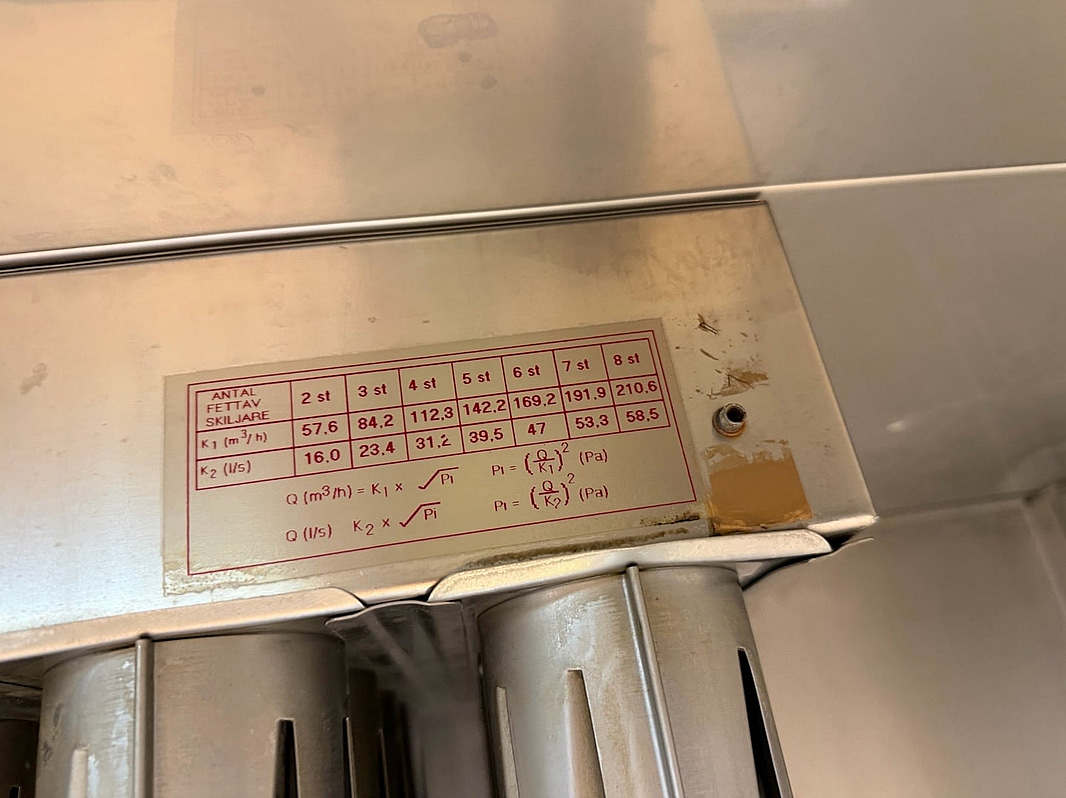 ANTAL FETTAV SKILJARE 2 st 3 st 4 st 5 st 6 st 7 st 8 st
K₁ (m³/h) 57,6 84,2 112,3 142,2 169,2 191,9 210,6
K₂ (l/s) 16,0 23,4 31,2 39,5 47 53,3 58,5
Q (m³/h) = K₁ x √Pi Pi = (Q/K₁)² (Pa)
Q (l/s) K₂ x √Pi Pi = (Q/K₂)² (Pa)